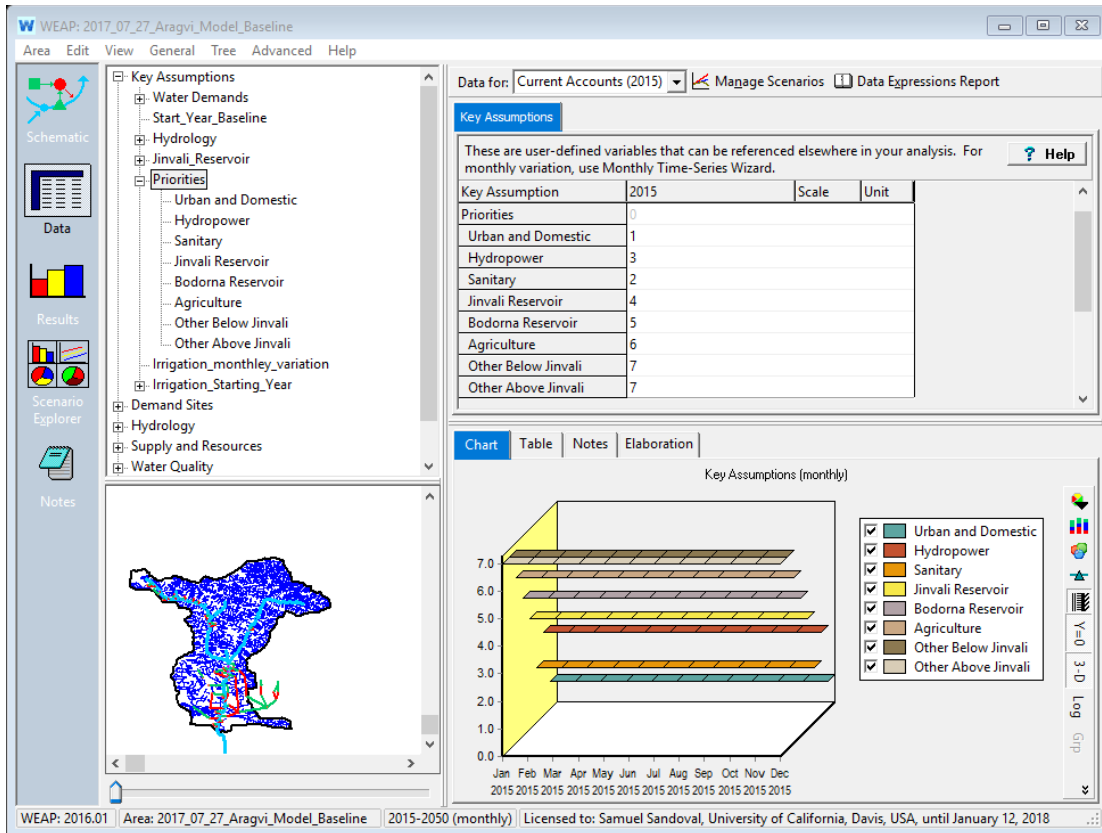 WEAP: 2017_07_27_Aragvi_Model_Baseline
Area Edit View General Tree Advanced Help
Schematic
Data
Results
Scenario
Explorer
Notes
Key Assumptions
Water Demands
Start_Year_Baseline
Hydrology
Jinvali_Reservoir
Priorities
Urban and Domestic
Hydropower
Sanitary
Jinvali Reservoir
Bodorna Reservoir
Agriculture
Other Below Jinvali
Other Above Jinvali
Irrigation_monthley_variation
Irrigation_Starting_Year
Demand Sites
Hydrology
Supply and Resources
Water Quality
Data for: Current Accounts (2015) Manage Scenarios Data Expressions Report
Key Assumptions
These are user-defined variables that can be referenced elsewhere in your analysis. For
monthly variation, use Monthly Time-Series Wizard.
? Help
Key Assumption 2015 Scale Unit
Priorities 0
Urban and Domestic 1
Hydropower 3
Sanitary 2
Jinvali Reservoir 4
Bodorna Reservoir 5
Agriculture 6
Other Below Jinvali 7
Other Above Jinvali 7
Chart Table Notes Elaboration
Key Assumptions (monthly)
7.0
6.0
5.0
4.0
3.0
2.0
1.0
0.0
Jan Feb Mar Apr May Jun Jul Aug Sep Oct Nov Dec
2015 2015 2015 2015 2015 2015 2015 2015 2015 2015 2015 2015
Urban and Domestic
Hydropower
Sanitary
Jinvali Reservoir
Bodorna Reservoir
Agriculture
Other Below Jinvali
Other Above Jinvali
Y=0
3-D
Log
Grp
WEAP: 2016.01 Area: 2017_07_27_Aragvi_Model_Baseline 2015-2050 (monthly) Licensed to: Samuel Sandoval, University of California, Davis, USA, until January 12, 2018